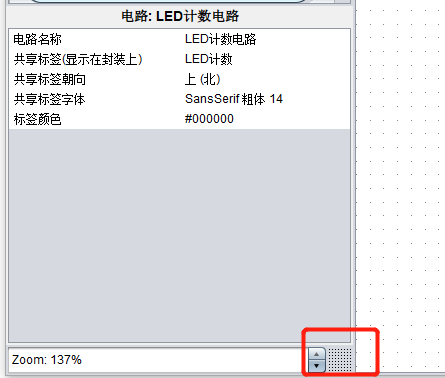 电路: LED计数电路
电路名称 LED计数电路
共享标签(显示在封装上) LED计数
共享标签朝向 上 (北)
共享标签字体 SansSerif 粗体 14
标签颜色 #000000
Zoom: 137%